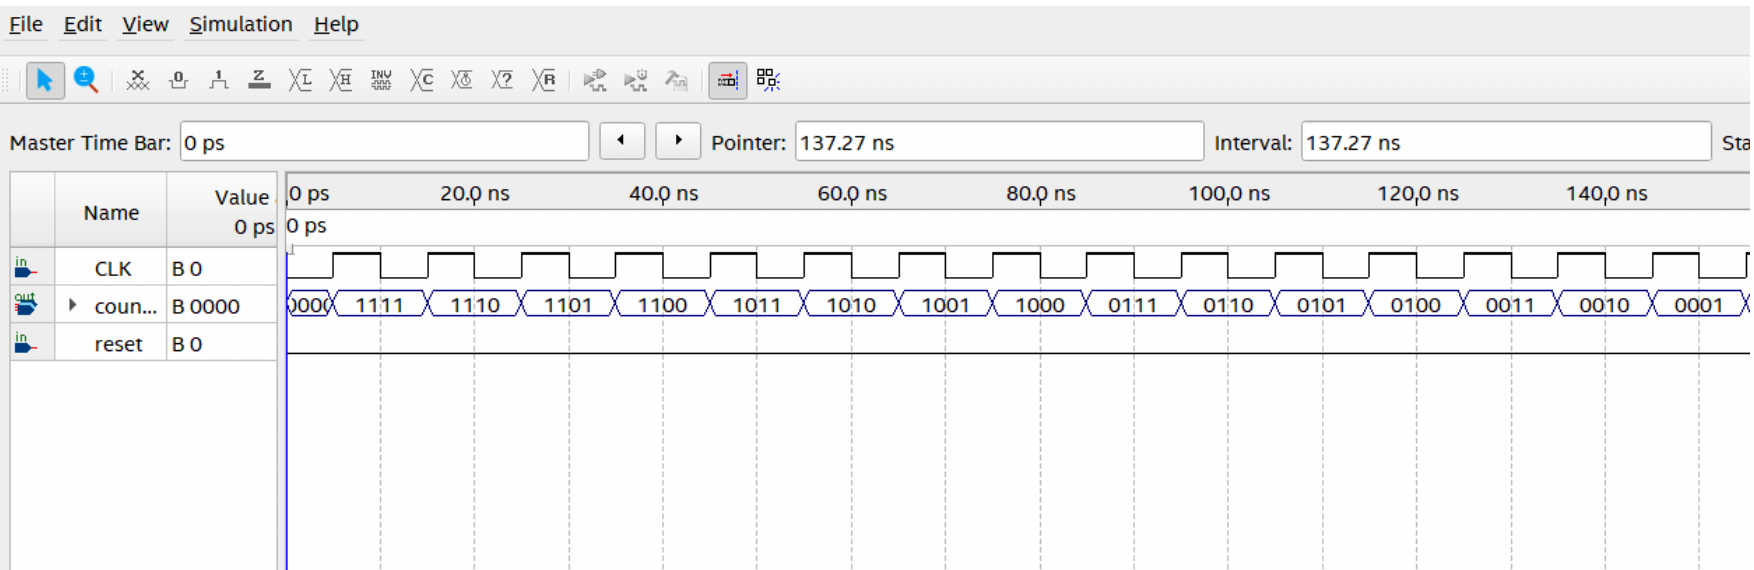 File Edit View Simulation Help
Master Time Bar: 0 ps Pointer: 137.27 ns Interval: 137.27 ns Sta
Name Value
0 ps
0 ps 20.0 ns 40.0 ns 60.0 ns 80.0 ns 100.0 ns 120.0 ns 140.0 ns
0 ps
in CLK B 0
out coun... B 0000 0000 1111 1110 1101 1100 1011 1010 1001 1000 0111 0110 0101 0100 0011 0010 0001
in reset B 0